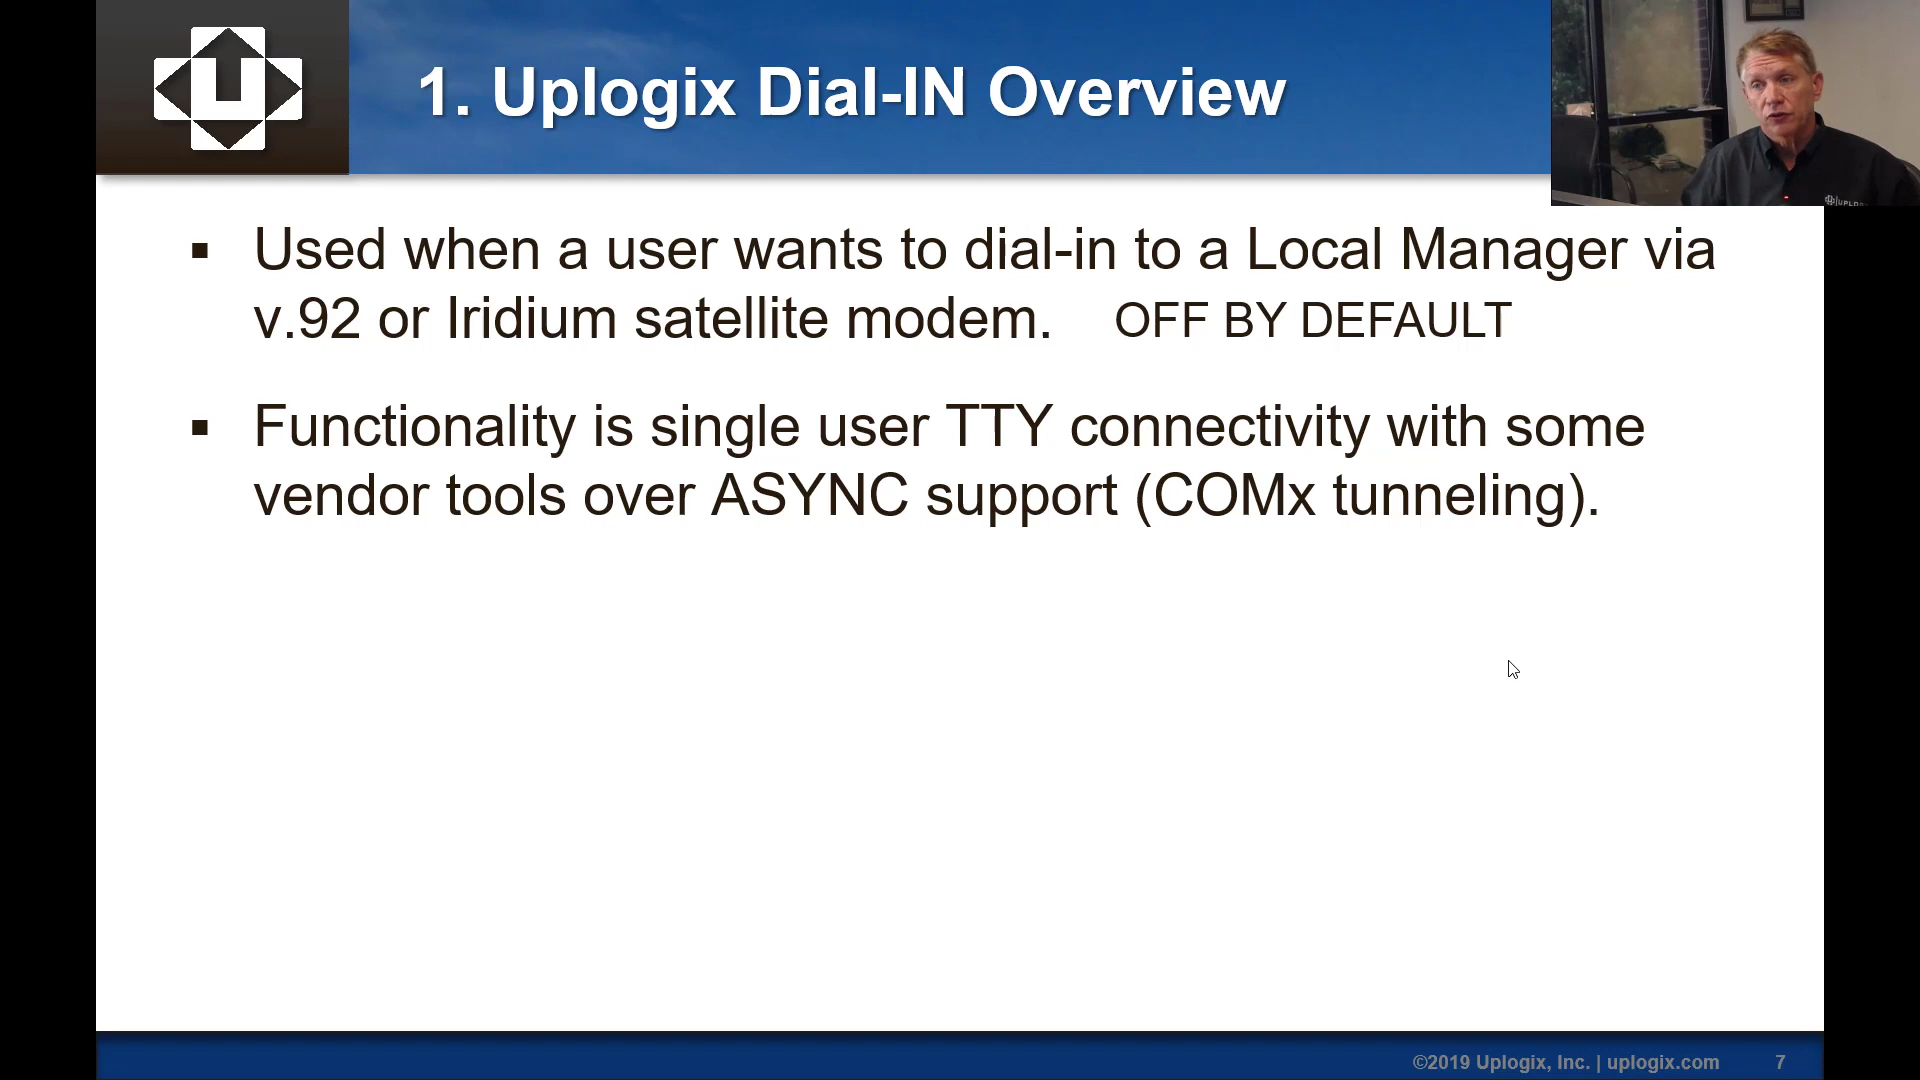 1. Uplogix Dial-IN Overview
▪ Used when a user wants to dial-in to a Local Manager via
v.92 or Iridium satellite modem. OFF BY DEFAULT
▪ Functionality is single user TTY connectivity with some
vendor tools over ASYNC support (COMx tunneling).
©2019 Uplogix, Inc. | uplogix.com 7